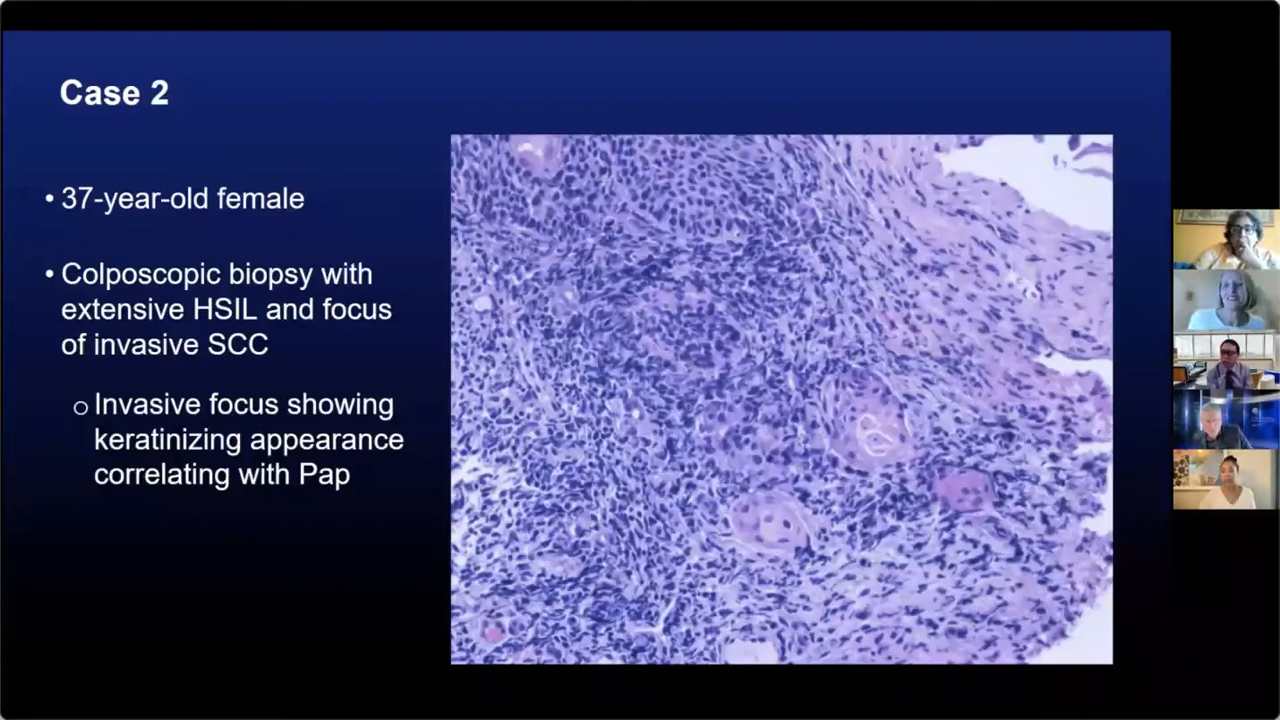 Case 2
• 37-year-old female
• Colposcopic biopsy with
extensive HSIL and focus
of invasive SCC
o Invasive focus showing
keratinizing appearance
correlating with Pap